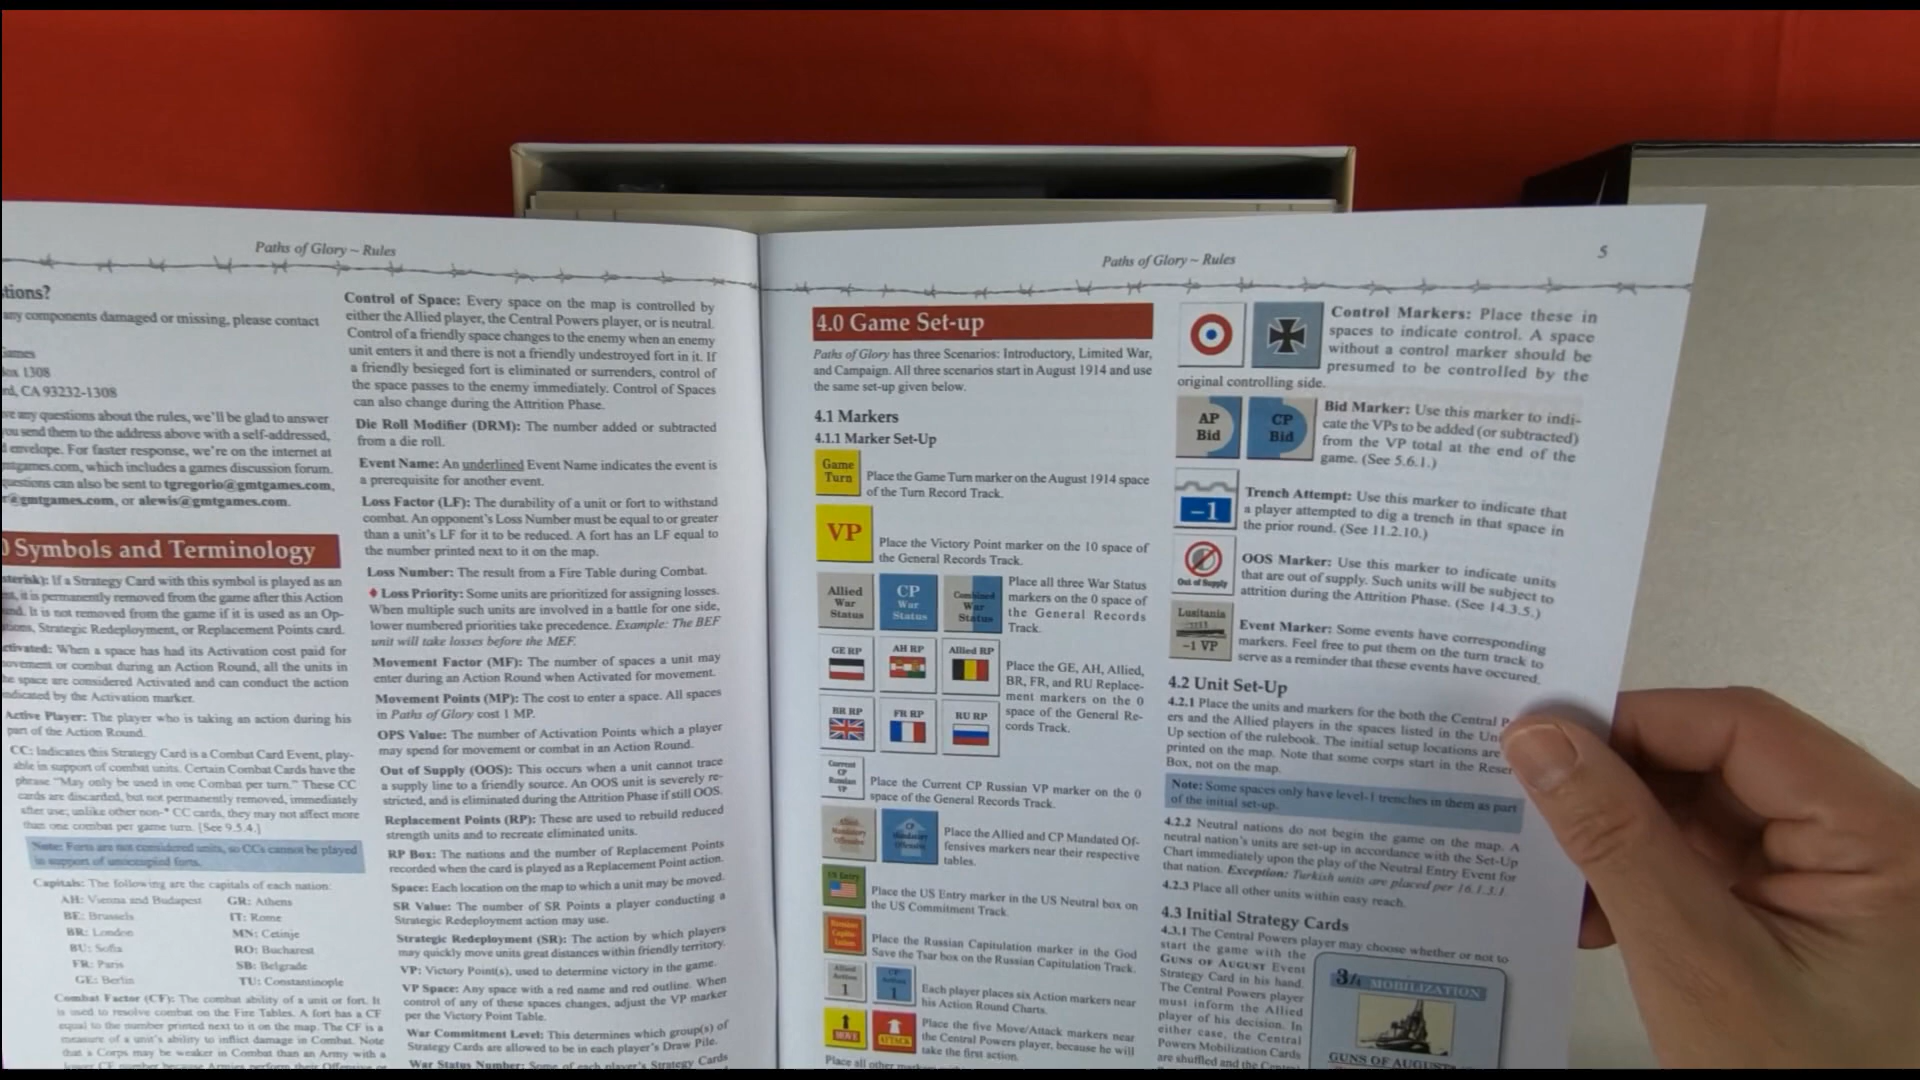 Paths of Glory ~ Rules
tions?
any components damaged or missing, please contact
Games
Box 1308
rd, CA 93232-1308
ve any questions about the rules, we'll be glad to answer
you send them to the address above with a self-addressed,
envelope. For faster response, we're on the internet at
mtgames.com, which includes a games discussion forum.
questions can also be sent to tgregorio@gmtgames.com,
r@gmtgames.com, or alewis@gmtgames.com.
0 Symbols and Terminology
sterisk): If a Strategy Card with this symbol is played as an
nt, it is permanently removed from the game after this Action
und. It is not removed from the game if it is used as an Op-
tions, Strategic Redeployment, or Replacement Points card.
ctivated: When a space has had its Activation cost paid for
movement or combat during an Action Round, all the units in
he space are considered Activated and can conduct the action
indicated by the Activation marker.
Active Player: The player who is taking an action during his
part of the Action Round.
CC: Indicates this Strategy Card is a Combat Card Event, play-
able in support of combat units. Certain Combat Cards have the
phrase "May only be used in one Combat per turn." These CC
cards are discarded, but not permanently removed, immediately
after use; unlike other non-* CC cards, they may not affect more
than one combat per game turn. [See 9.5.4.]
Note: Forts are not considered units, so CCs cannot be played
in support of unoccupied forts.
Capitals: The following are the capitals of each nation:
AH: Vienna and Budapest GR: Athens
BE: Brussels IT: Rome
BR: London MN: Cetinje
BU: Sofia RO: Bucharest
FR: Paris SB: Belgrade
GE: Berlin TU: Constantinople
Combat Factor (CF): The combat ability of a unit or fort. It
is used to resolve combat on the Fire Tables. A fort has a CF
equal to the number printed next to it on the map. The CF is a
measure of a unit's ability to inflict damage in Combat. Note
that a Corps may be weaker in Combat than an Army with a
lower CF number because Armies perform their Offensive or
Control of Space: Every space on the map is controlled by
either the Allied player, the Central Powers player, or is neutral.
Control of a friendly space changes to the enemy when an enemy
unit enters it and there is not a friendly undestroyed fort in it. If
a friendly besieged fort is eliminated or surrenders, control of
the space passes to the enemy immediately. Control of Spaces
can also change during the Attrition Phase.
Die Roll Modifier (DRM): The number added or subtracted
from a die roll.
Event Name: An underlined Event Name indicates the event is
a prerequisite for another event.
Loss Factor (LF): The durability of a unit or fort to withstand
combat. An opponent's Loss Number must be equal to or greater
than a unit's LF for it to be reduced. A fort has an LF equal to
the number printed next to it on the map.
Loss Number: The result from a Fire Table during Combat.
♦ Loss Priority: Some units are prioritized for assigning losses.
When multiple such units are involved in a battle for one side,
lower numbered priorities take precedence. Example: The BEF
unit will take losses before the MEF.
Movement Factor (MF): The number of spaces a unit may
enter during an Action Round when Activated for movement.
Movement Points (MP): The cost to enter a space. All spaces
in Paths of Glory cost 1 MP.
OPS Value: The number of Activation Points which a player
may spend for movement or combat in an Action Round.
Out of Supply (OOS): This occurs when a unit cannot trace
a supply line to a friendly source. An OOS unit is severely re-
stricted, and is eliminated during the Attrition Phase if still OOS.
Replacement Points (RP): These are used to rebuild reduced
strength units and to recreate eliminated units.
RP Box: The nations and the number of Replacement Points
recorded when the card is played as a Replacement Point action.
Space: Each location on the map to which a unit may be moved.
SR Value: The number of SR Points a player conducting a
Strategic Redeployment action may use.
Strategic Redeployment (SR): The action by which players
may quickly move units great distances within friendly territory.
VP: Victory Point(s), used to determine victory in the game.
VP Space: Any space with a red name and red outline. When
control of any of these spaces changes, adjust the VP marker
per the Victory Point Table.
War Commitment Level: This determines which group(s) of
Strategy Cards are allowed to be in each player's Draw Pile.
War Status Number: Some of each player's Strategy Cards
Paths of Glory ~ Rules
5
4.0 Game Set-up
Paths of Glory has three Scenarios: Introductory, Limited War,
and Campaign. All three scenarios start in August 1914 and use
the same set-up given below.
4.1 Markers
4.1.1 Marker Set-Up
Game
Turn
Place the Game Turn marker on the August 1914 space
of the Turn Record Track.
VP
Place the Victory Point marker on the 10 space of
the General Records Track.
Allied
War
Status
CP
War
Status
Combined
War
Status
Place all three War Status
markers on the 0 space of
the General Records
Track.
GE RP
AH RP
Allied RP
BR RP
FR RP
RU RP
Place the GE, AH, Allied,
BR, FR, and RU Replace-
ment markers on the 0
space of the General Re-
cords Track.
Current
CP
Russian
VP
Place the Current CP Russian VP marker on the 0
space of the General Records Track.
Allied
Mandatory
Offensive
CP
Mandatory
Offensive
Place the Allied and CP Mandated Of-
fensives markers near their respective
tables.
US Entry
Place the US Entry marker in the US Neutral box on
the US Commitment Track.
Russian
Capitu-
lation
Place the Russian Capitulation marker in the God
Save the Tsar box on the Russian Capitulation Track.
Allied
Action
1
CP
Action
1
Each player places six Action markers near
his Action Round Charts.
MOVE
ATTACK
Place the five Move/Attack markers near
the Central Powers player, because he will
take the first action.
Place all other markers
Control Markers: Place these in
spaces to indicate control. A space
without a control marker should be
presumed to be controlled by the
original controlling side.
AP
Bid
CP
Bid
Bid Marker: Use this marker to indi-
cate the VPs to be added (or subtracted)
from the VP total at the end of the
game. (See 5.6.1.)
-1
Trench Attempt: Use this marker to indicate that
a player attempted to dig a trench in that space in
the prior round. (See 11.2.10.)
Out of Supply
OOS Marker: Use this marker to indicate units
that are out of supply. Such units will be subject to
attrition during the Attrition Phase. (See 14.3.5.)
Lusitania
-1 VP
Event Marker: Some events have corresponding
markers. Feel free to put them on the turn track to
serve as a reminder that these events have occured.
4.2 Unit Set-Up
4.2.1 Place the units and markers for the both the Central P
ers and the Allied players in the spaces listed in the Uni
Up section of the rulebook. The initial setup locations are
printed on the map. Note that some corps start in the Reser
Box, not on the map.
Note: Some spaces only have level-1 trenches in them as part
of the initial set-up.
4.2.2 Neutral nations do not begin the game on the map. A
neutral nation's units are set-up in accordance with the Set-Up
Chart immediately upon the play of the Neutral Entry Event for
that nation. Exception: Turkish units are placed per 16.1.3.1.
4.2.3 Place all other units within easy reach.
4.3 Initial Strategy Cards
4.3.1 The Central Powers player may choose whether or not to
start the game with the
GUNS OF AUGUST Event
Strategy Card in his hand.
The Central Powers player
must inform the Allied
player of his decision. In
either case, the Central
Powers Mobilization Cards
are shuffled and the Central
3/4 MOBILIZATION
GUNS OF AUGUST